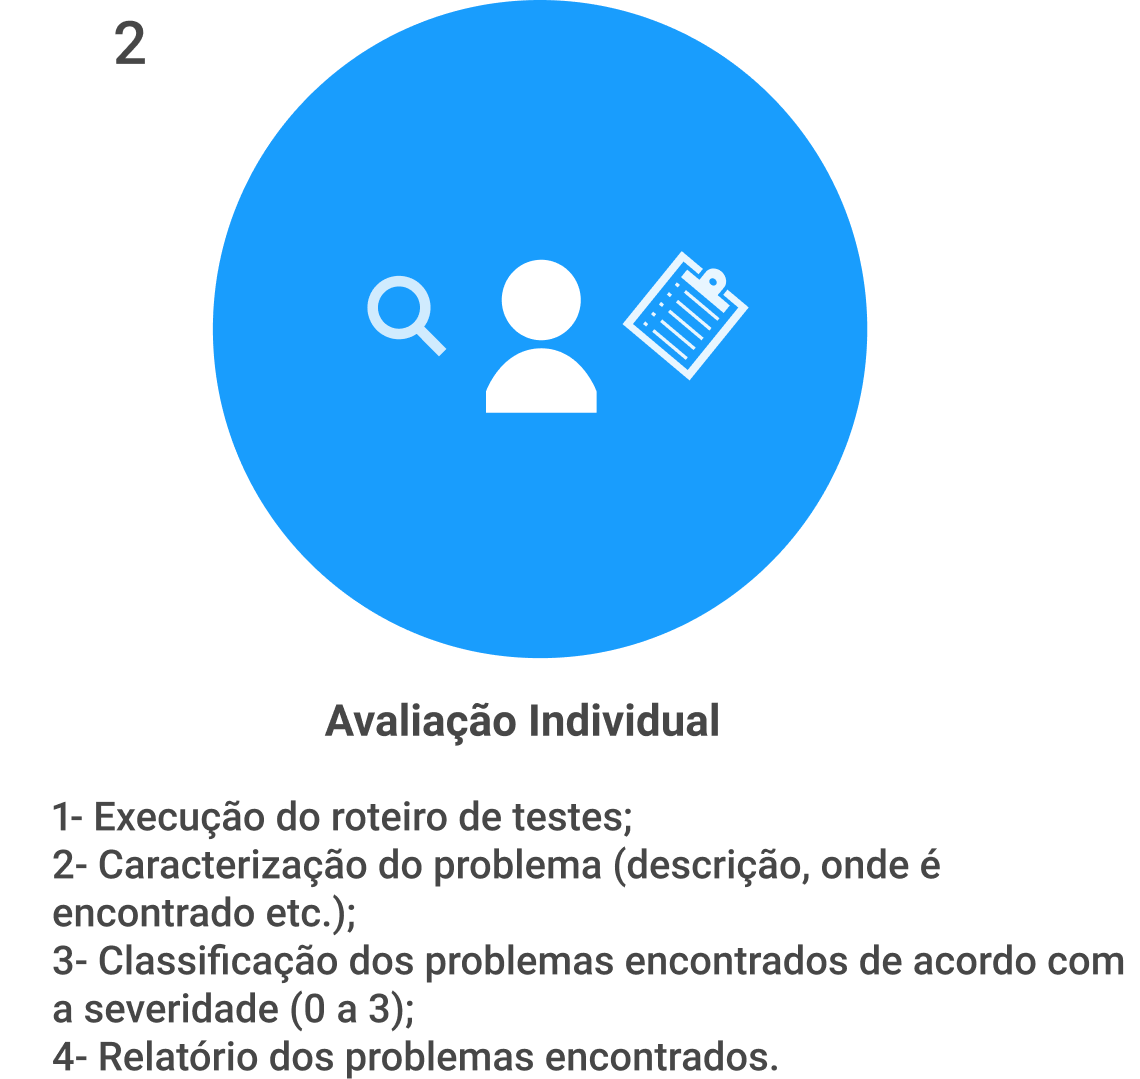 2
Avaliação Individual
1- Execução do roteiro de testes;
2- Caracterização do problema (descrição, onde é
encontrado etc.);
3- Classificação dos problemas encontrados de acordo com
a severidade (0 a 3);
4- Relatório dos problemas encontrados.